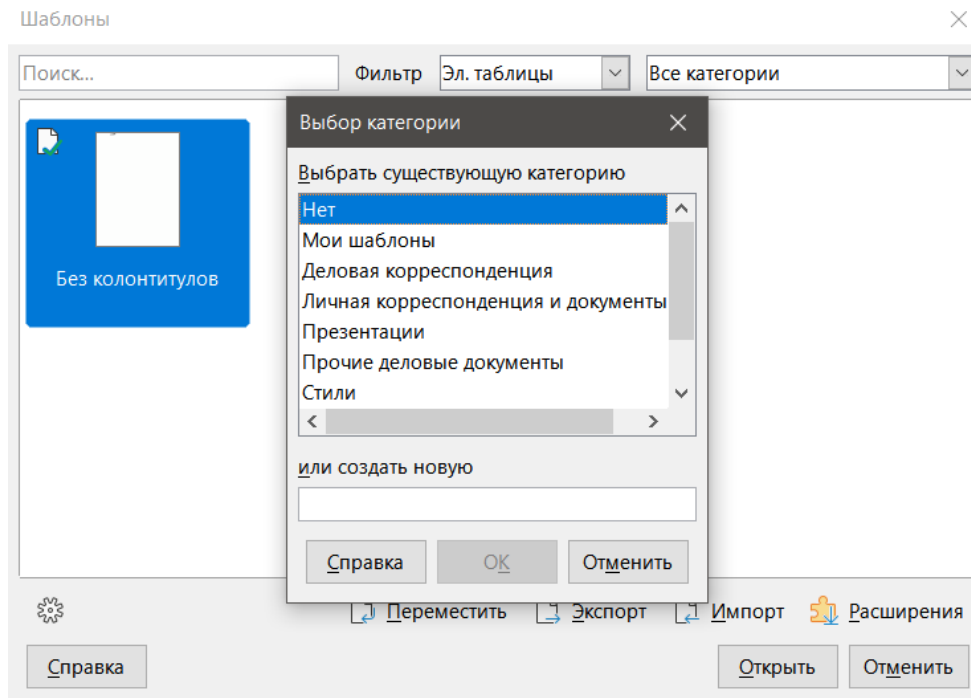 Шаблоны
Поиск... Фильтр Эл. таблицы Все категории
Выбор категории
Выбрать существующую категорию
Нет
Мои шаблоны
Деловая корреспонденция
Без колонтитулов
Личная корреспонденция и документы
Презентации
Прочие деловые документы
Стили
или создать новую
Справка OK Отменить
Переместить Экспорт Импорт Расширения
Справка Открыть Отменить